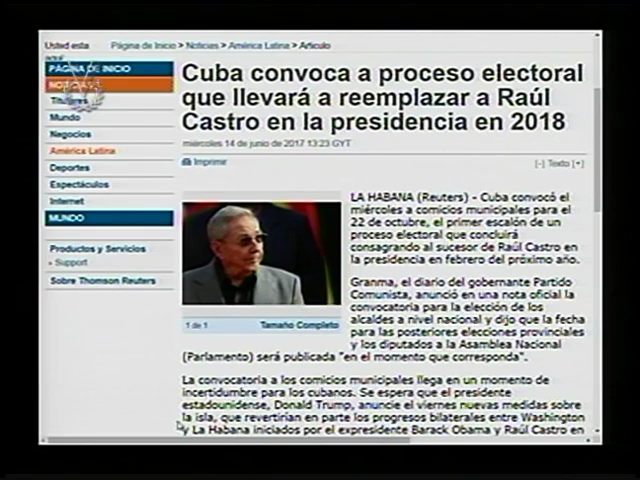 Usted esta
aquí:
Página de Inicio > Noticias > América Latina > Artículo
PÁGINA DE INICIO
NOTICIAS
Titulares
Mundo
Negocios
América Latina
Deportes
Espectáculos
Internet
MUNDO
Productos y Servicios
Support
Sobre Thomson Reuters
Cuba convoca a proceso electoral
que llevará a reemplazar a Raúl
Castro en la presidencia en 2018
miércoles 14 de junio de 2017 13:23 GYT
Imprimir
[-] Texto [+]
1 de 1
Tamaño Completo
LA HABANA (Reuters) - Cuba convocó el
miércoles a comicios municipales para el
22 de octubre, el primer escalón de un
proceso electoral que concluirá
consagrando al sucesor de Raúl Castro en
la presidencia en febrero del próximo año.
Granma, el diario del gobernante Partido
Comunista, anunció en una nota oficial la
convocatoria para la elección de los
alcaldes a nivel nacional y dijo que la fecha
para las posteriores elecciones provinciales
y los diputados a la Asamblea Nacional
(Parlamento) será publicada "en el momento que corresponda".
La convocatoria a los comicios municipales llega en un momento de
incertidumbre para los cubanos. Se espera que el presidente
estadounidense, Donald Trump, anuncie el viernes nuevas medidas sobre
la isla, que revertirían en parte los progresos bilaterales entre Washington
y La Habana iniciados por el expresidente Barack Obama y Raúl Castro en